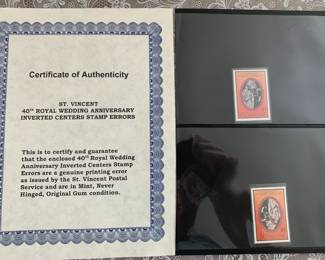 Certificate of Authenticity
ST. VINCENT
40TH ROYAL WEDDING ANNIVERSARY
INVERTED CENTERS STAMP ERRORS
This is to certify and guarantee
that the enclosed 40th Royal Wedding
Anniversary Inverted Centers Stamp
Errors are a genuine printing error
as issued by the St. Vincent Postal
Service and are in Mint, Never
Hinged, Original Gum condition.